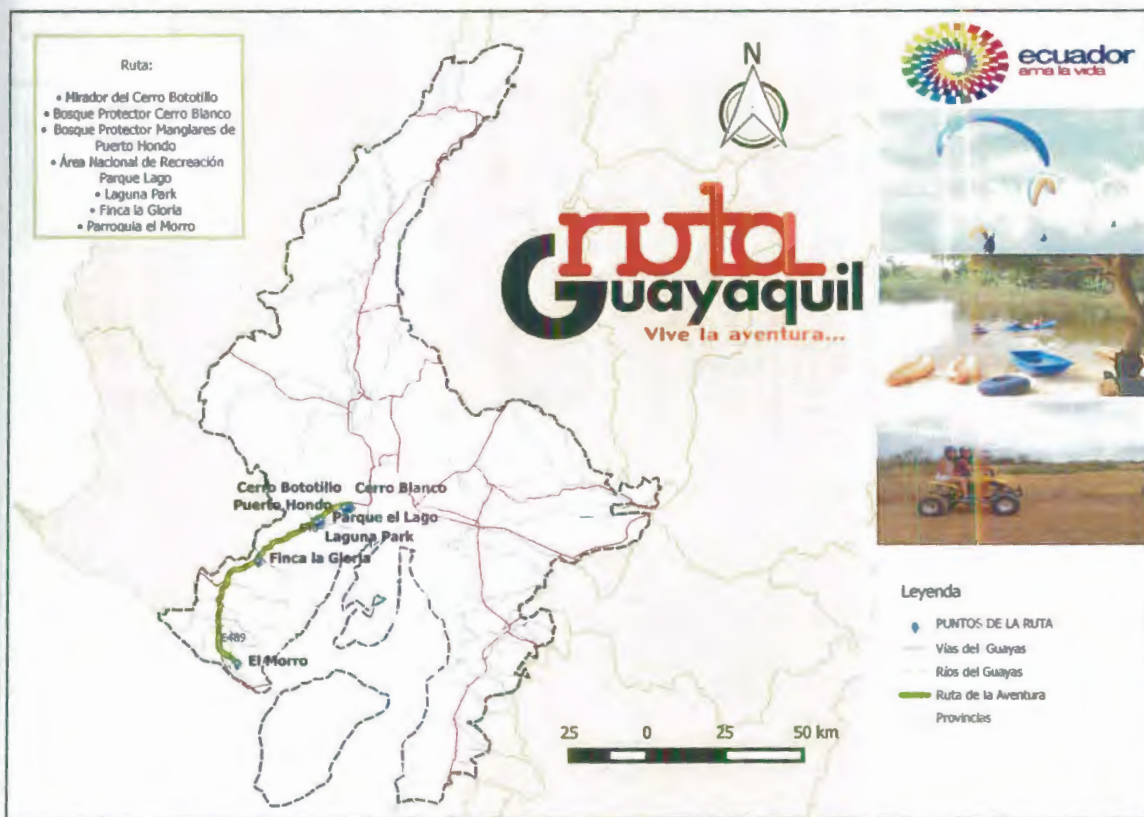 Ruta:
• Mirador del Cerro Bototillo
• Bosque Protector Cerro Blanco
• Bosque Protector Manglares de
Puerto Hondo
• Área Nacional de Recreación
Parque Lago
• Laguna Park
• Finca la Gloria
• Parroquia el Morro
N
ecuador
ama la vida
ruta
Guayaquil
Vive la aventura...
Cerro Bototillo
Cerro Blanco
Puerto Hondo
Parque el Lago
Laguna Park
Finca la Gloria
E489
El Morro
25 0 25 50 km
Leyenda
PUNTOS DE LA RUTA
Vías del Guayas
Ríos del Guayas
Ruta de la Aventura
Provincias